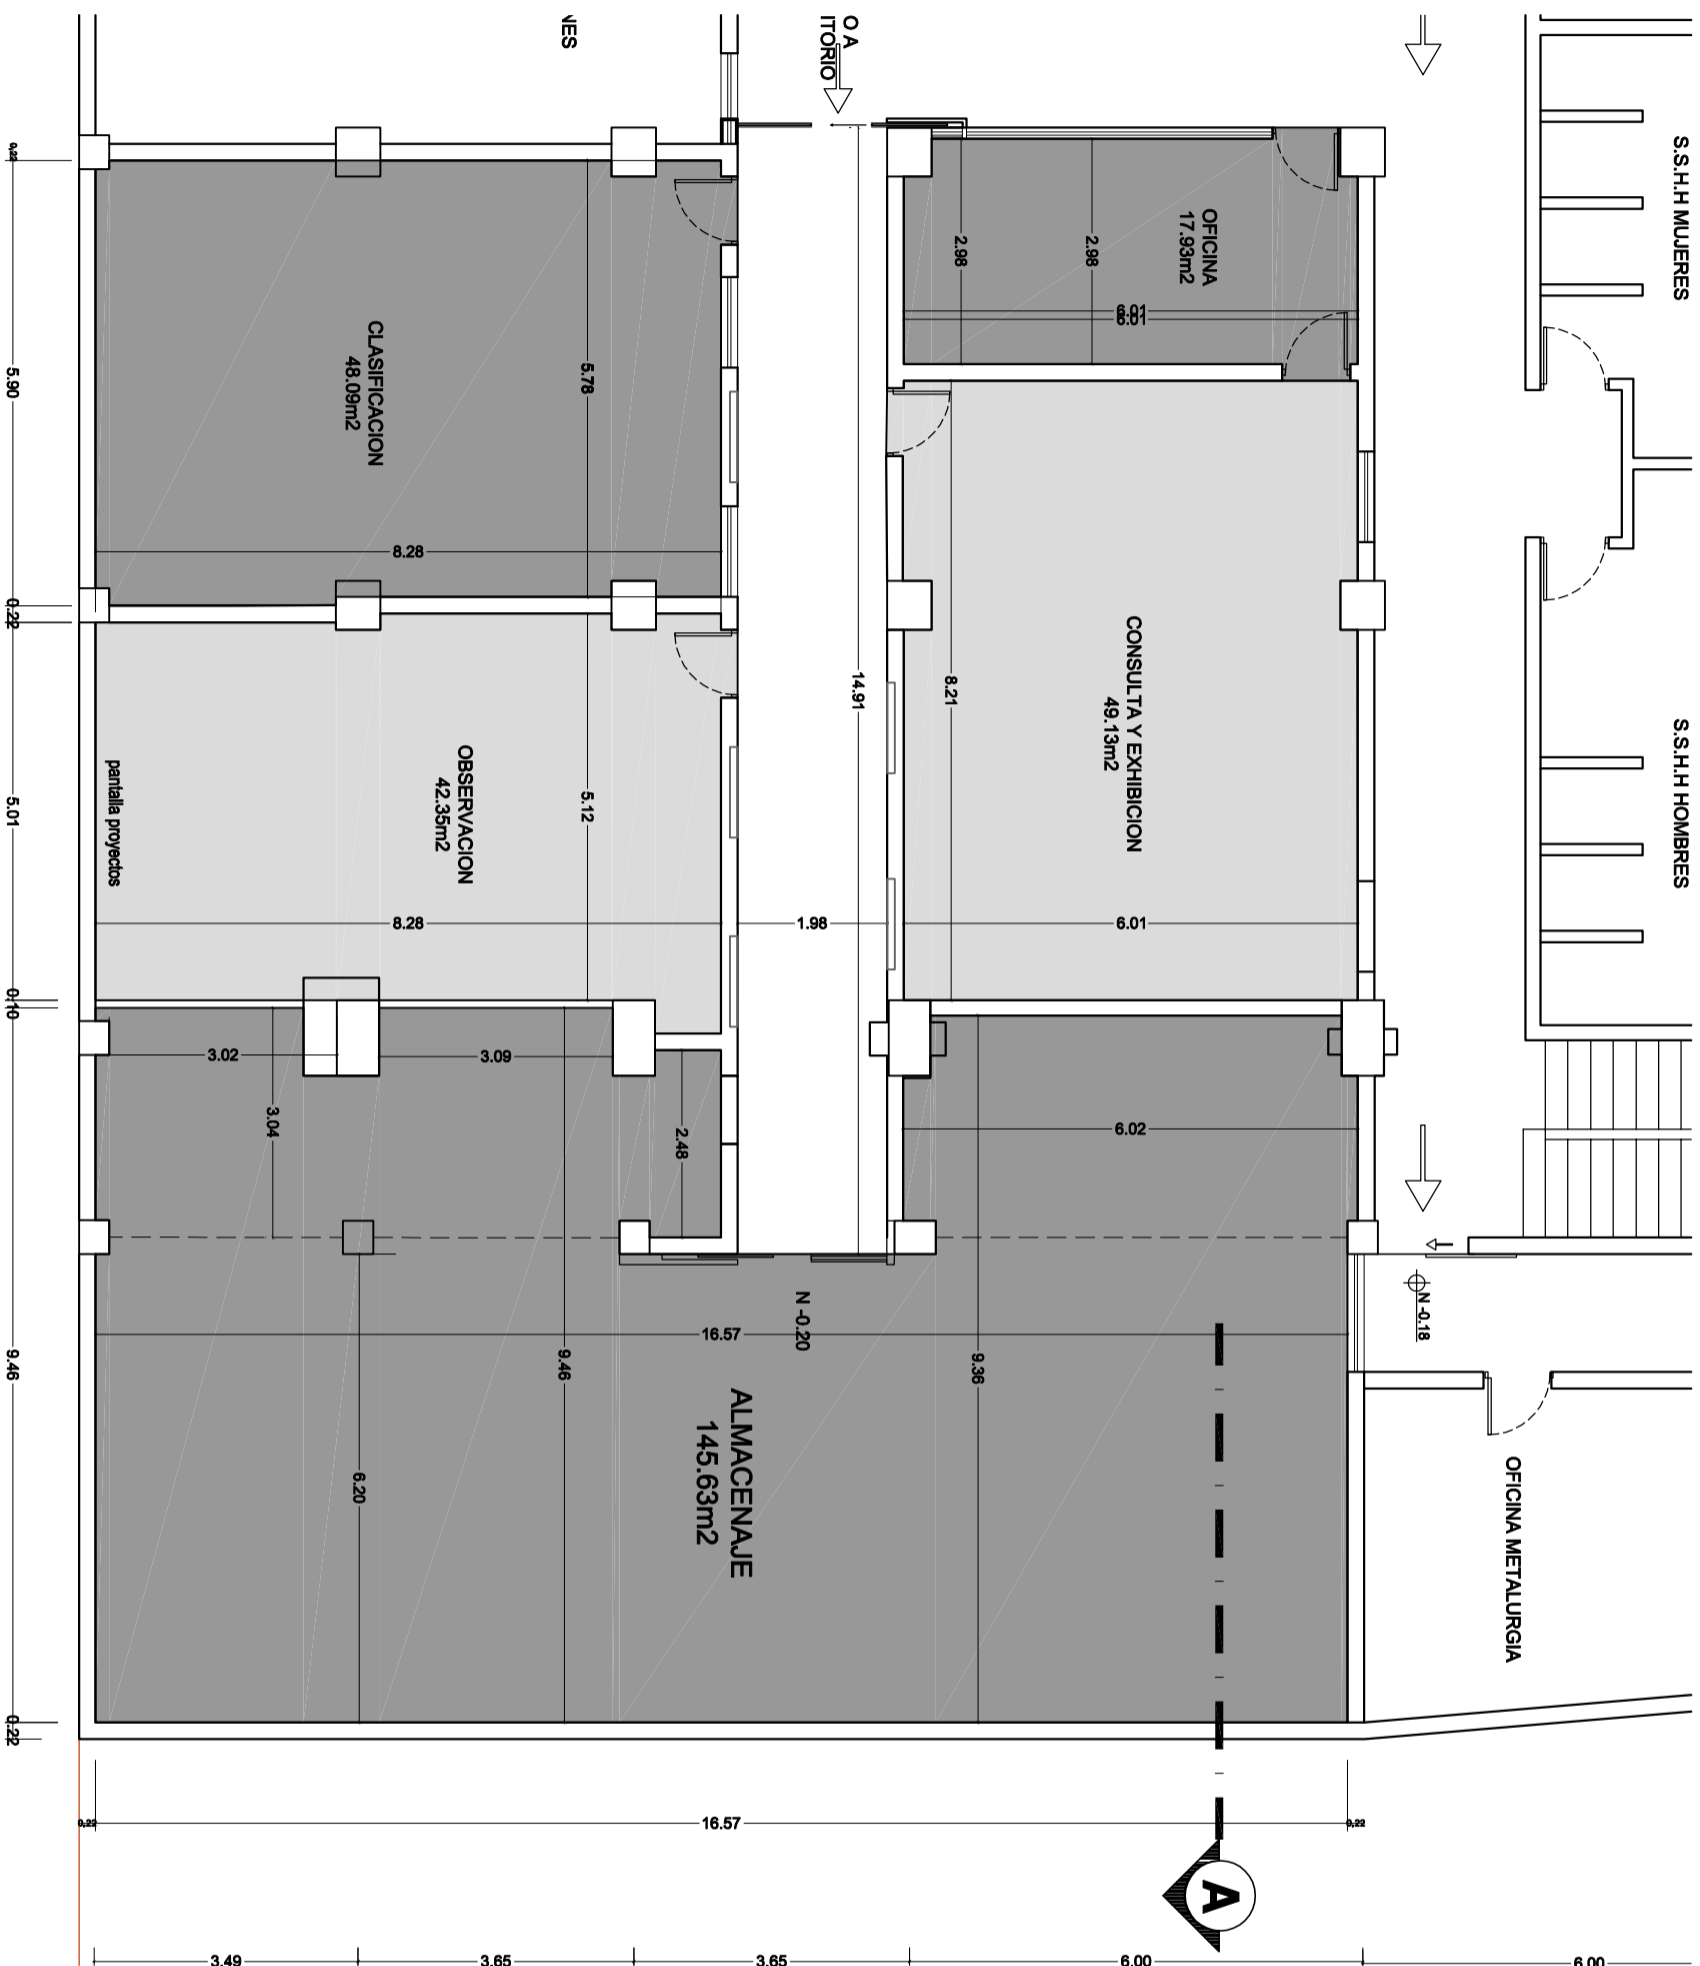 NES
O A
ITORIO
S.S.H.H MUJERES
S.S.H.H HOMBRES
OFICINA
17.93m2
2.98
2.98
6.01
6.01
CLASIFICACION
48.09m2
5.78
8.28
CONSULTA Y EXHIBICION
49.13m2
8.21
14.91
OBSERVACION
42.35m2
5.12
pantalla proyectos
8.28
1.98
6.01
3.02
3.09
3.04
2.48
6.02
N -0.20
N -0.18
16.57
9.46
9.36
6.20
ALMACENAJE
145.63m2
OFICINA METALURGIA
0,22
5.90
0.22
5.01
0.10
9.46
0.22
0,22
16.57
0,22
A
3.49
3.65
3.65
6.00
6.00